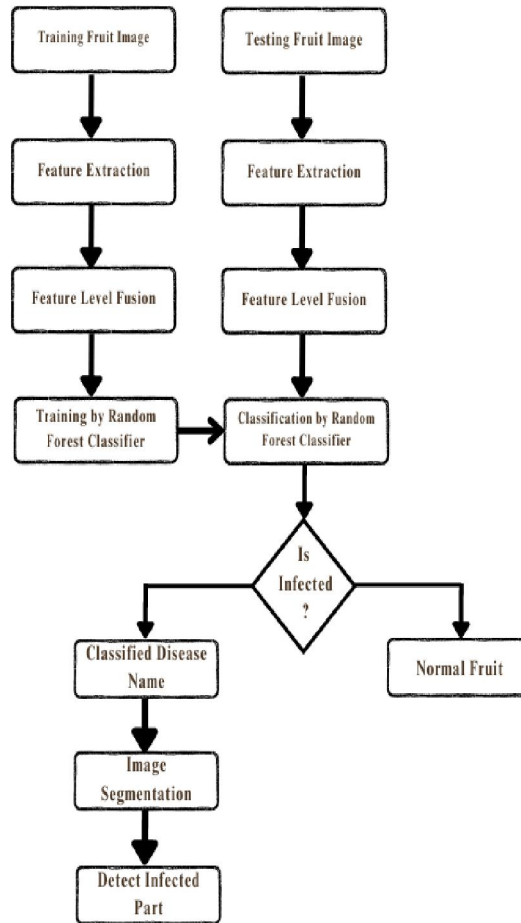 Training Fruit Image
Testing Fruit Image
Feature Extraction
Feature Extraction
Feature Level Fusion
Feature Level Fusion
Training by Random
Forest Classifier
Classification by Random
Forest Classifier
Is
Infected
?
Classified Disease
Name
Normal Fruit
Image
Segmentation
Detect Infected
Part